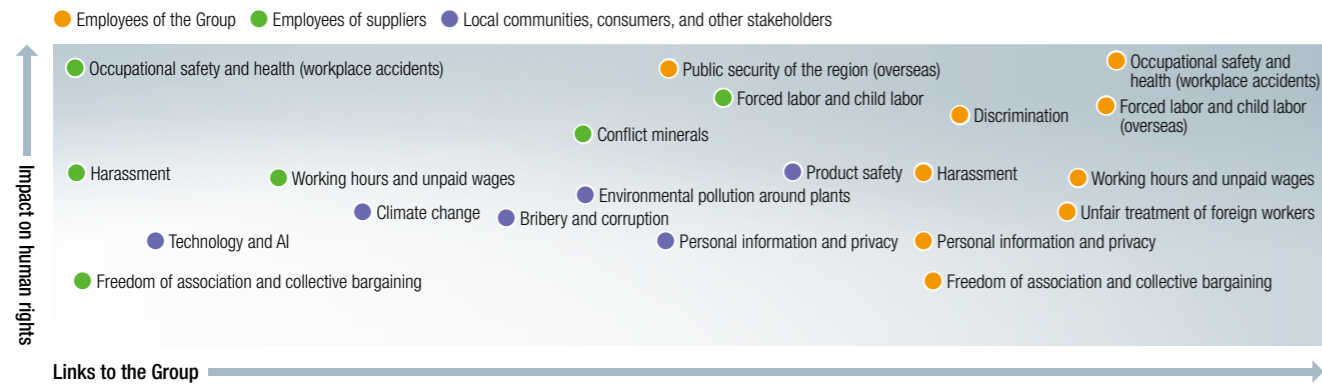 Employees of the Group Employees of suppliers Local communities, consumers, and other stakeholders
Impact on human rights
Occupational safety and health (workplace accidents)
Public security of the region (overseas)
Occupational safety and
health (workplace accidents)
Forced labor and child labor
Forced labor and child labor
(overseas)
Discrimination
Conflict minerals
Harassment
Working hours and unpaid wages
Product safety
Harassment
Working hours and unpaid wages
Environmental pollution around plants
Climate change
Bribery and corruption
Unfair treatment of foreign workers
Technology and AI
Personal information and privacy
Personal information and privacy
Freedom of association and collective bargaining
Freedom of association and collective bargaining
Links to the Group